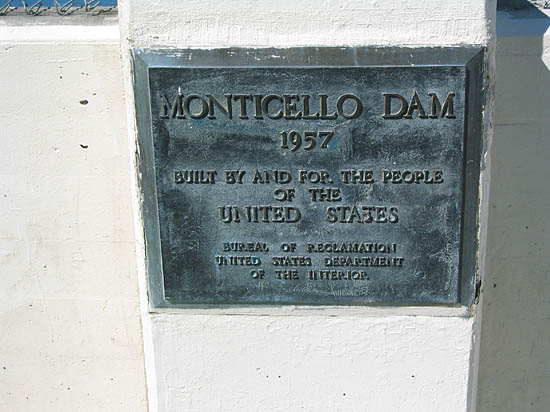 MONTICELLO DAM
1957
BUILT BY AND FOR THE PEOPLE
OF THE
UNITED STATES
BUREAU OF RECLAMATION
UNITED STATES DEPARTMENT
OF THE INTERIOR